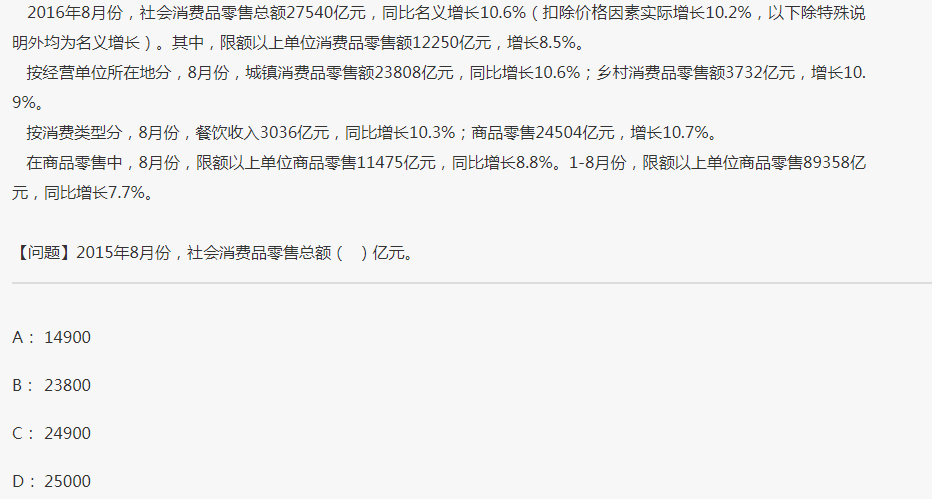 2016年8月份，社会消费品零售总额27540亿元，同比名义增长10.6%（扣除价格因素实际增长10.2%，以下除特殊说
明外均为名义增长）。其中，限额以上单位消费品零售额12250亿元，增长8.5%。
按经营单位所在地分，8月份，城镇消费品零售额23808亿元，同比增长10.6%；乡村消费品零售额3732亿元，增长10.
9%。
按消费类型分，8月份，餐饮收入3036亿元，同比增长10.3%；商品零售24504亿元，增长10.7%。
在商品零售中，8月份，限额以上单位商品零售11475亿元，同比增长8.8%。1-8月份，限额以上单位商品零售89358亿
元，同比增长7.7%。
【问题】2015年8月份，社会消费品零售总额（ ）亿元。
A： 14900
B： 23800
C： 24900
D： 25000